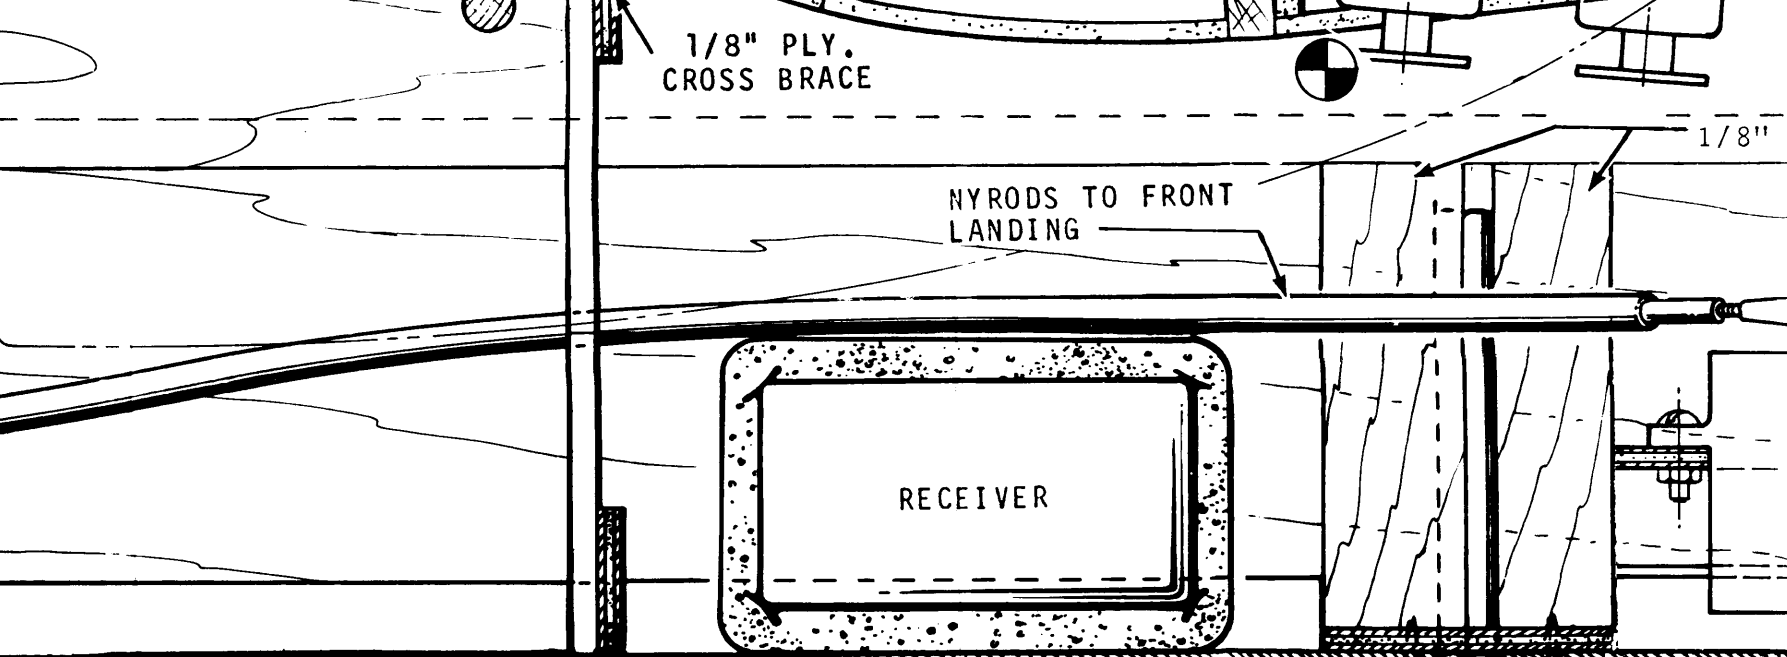 1/8" PLY.
CROSS BRACE
1/8"
NYRODS TO FRONT
LANDING
RECEIVER